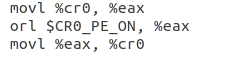 movl %cr0, %eax
orl $CR0_PE_ON, %eax
movl %eax, %cr0